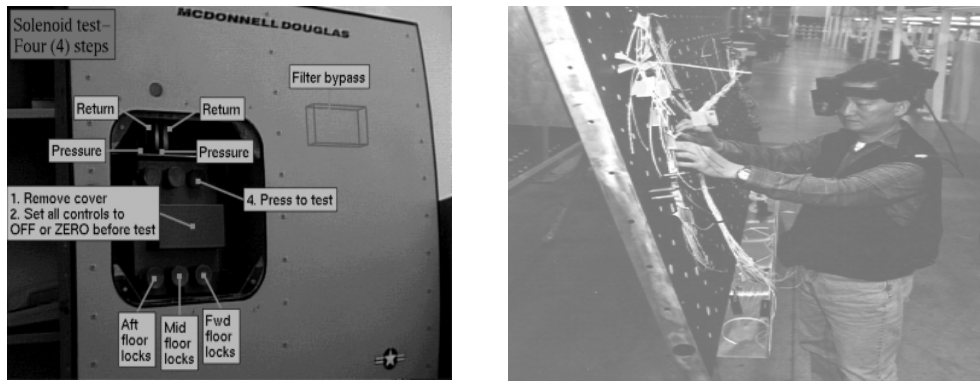 Solenoid test–
Four (4) steps
MCDONNELL DOUGLAS
Filter bypass
Return
Return
Pressure
Pressure
1. Remove cover
2. Set all controls to
OFF or ZERO before test
4. Press to test
Aft
floor
locks
Mid
floor
locks
Fwd
floor
locks